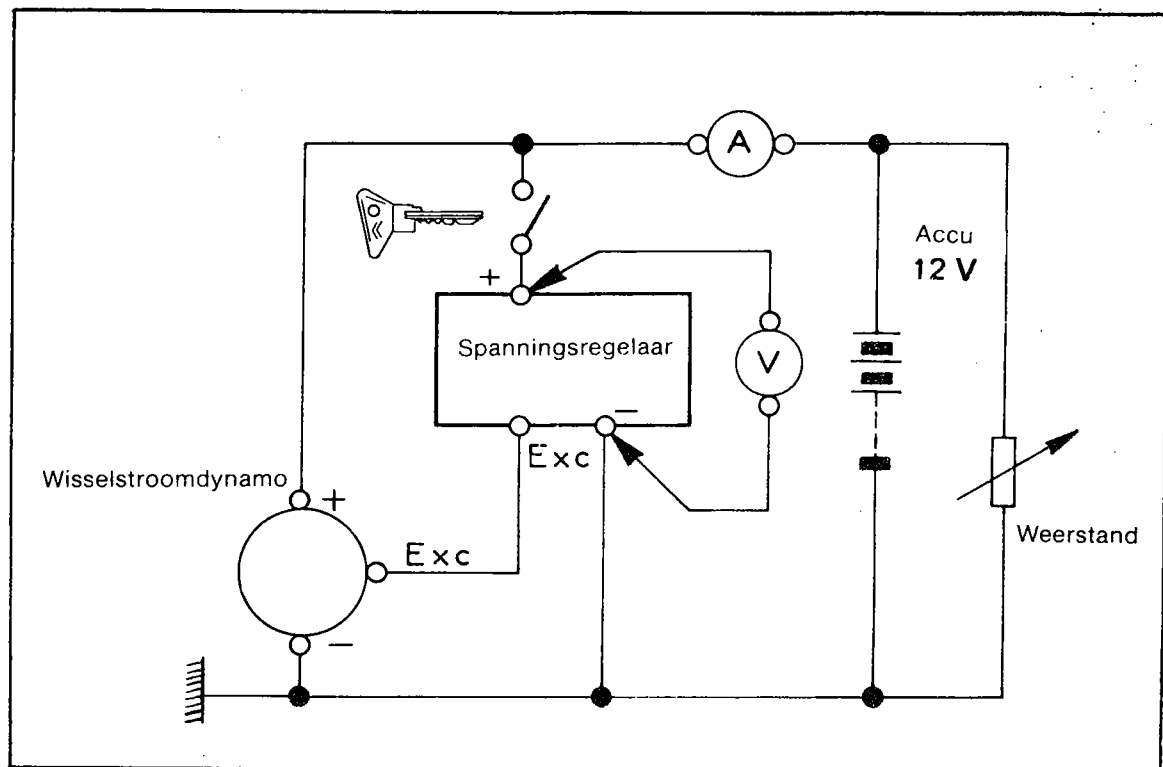 A
Accu
12 V
+
Spanningsregelaar
V
−
Exc
Wisselstroomdynamo
+
Weerstand
Exc
−